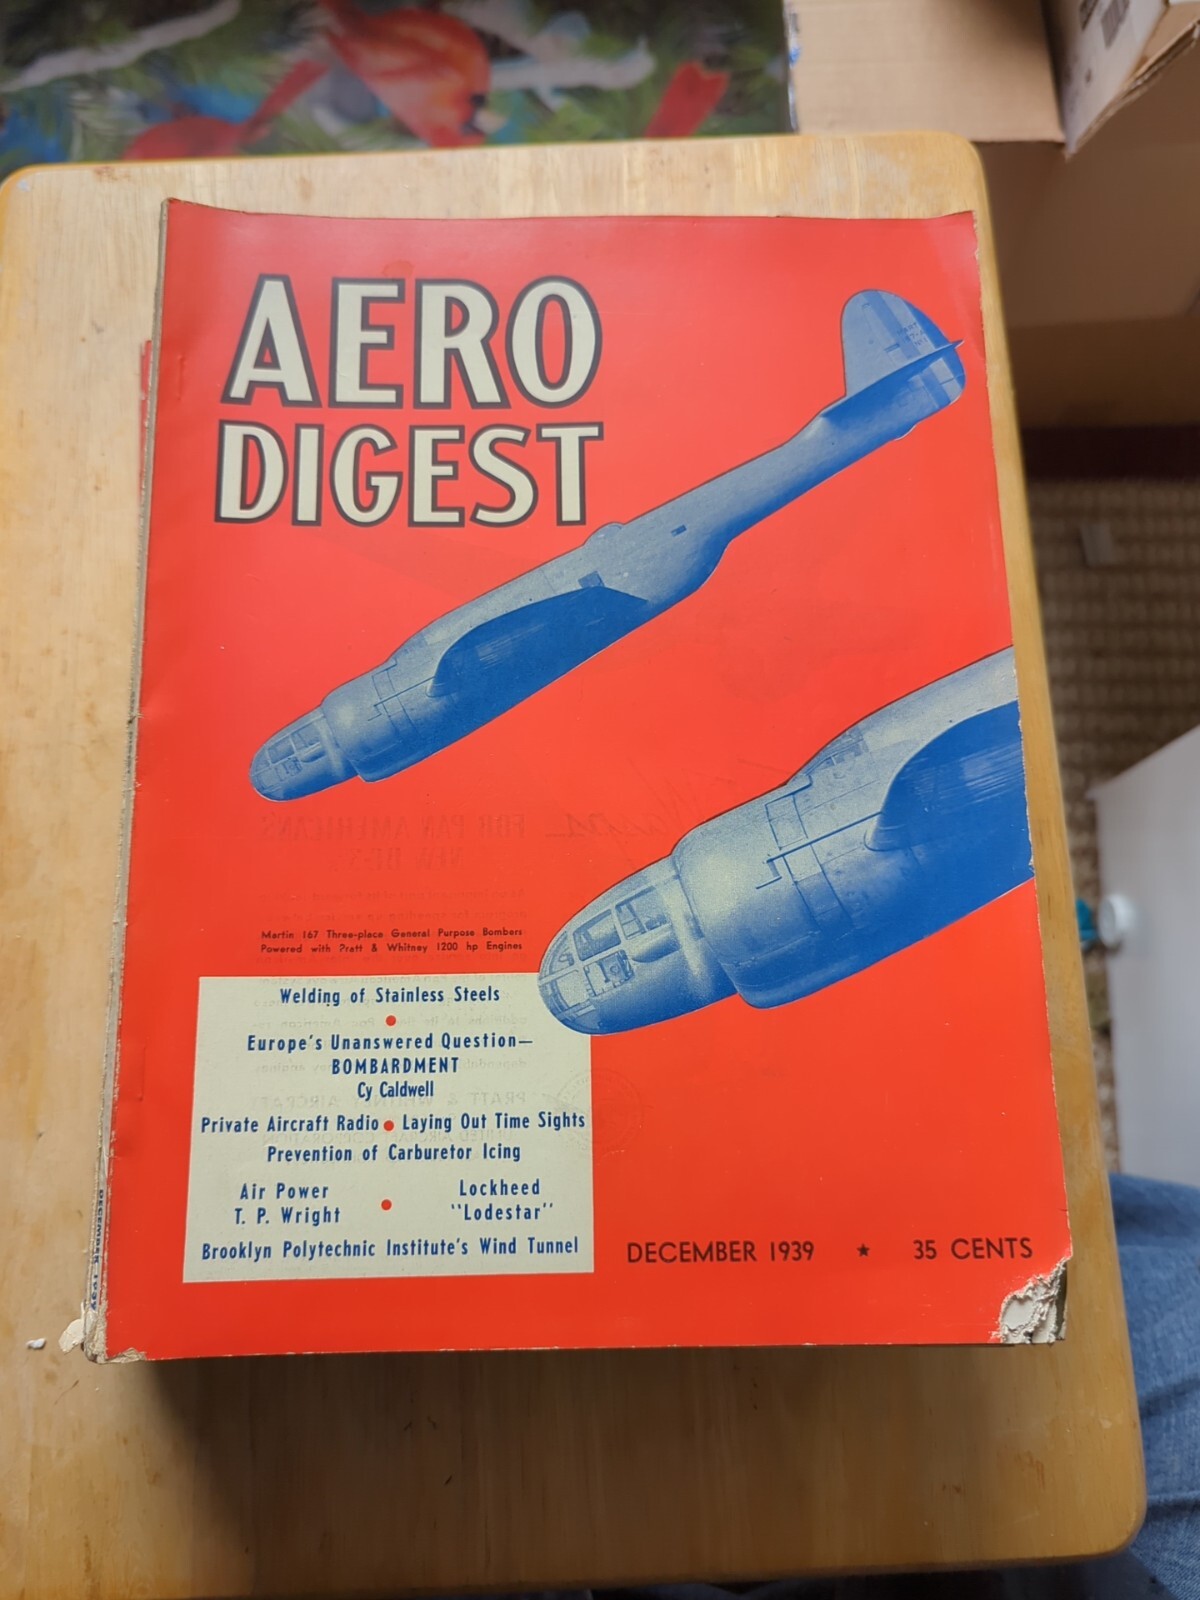 AERO
DIGEST
Martin 167 Three-place General Purpose Bombers
Powered with Pratt & Whitney 1200 hp Engines
Welding of Stainless Steels
Europe's Unanswered Question—
BOMBARDMENT
Cy Caldwell
Private Aircraft Radio • Laying Out Time Sights
Prevention of Carburetor Icing
Air Power • Lockheed
T. P. Wright "Lodestar"
Brooklyn Polytechnic Institute's Wind Tunnel
DECEMBER 1939 ★ 35 CENTS
DECEMBER 1939